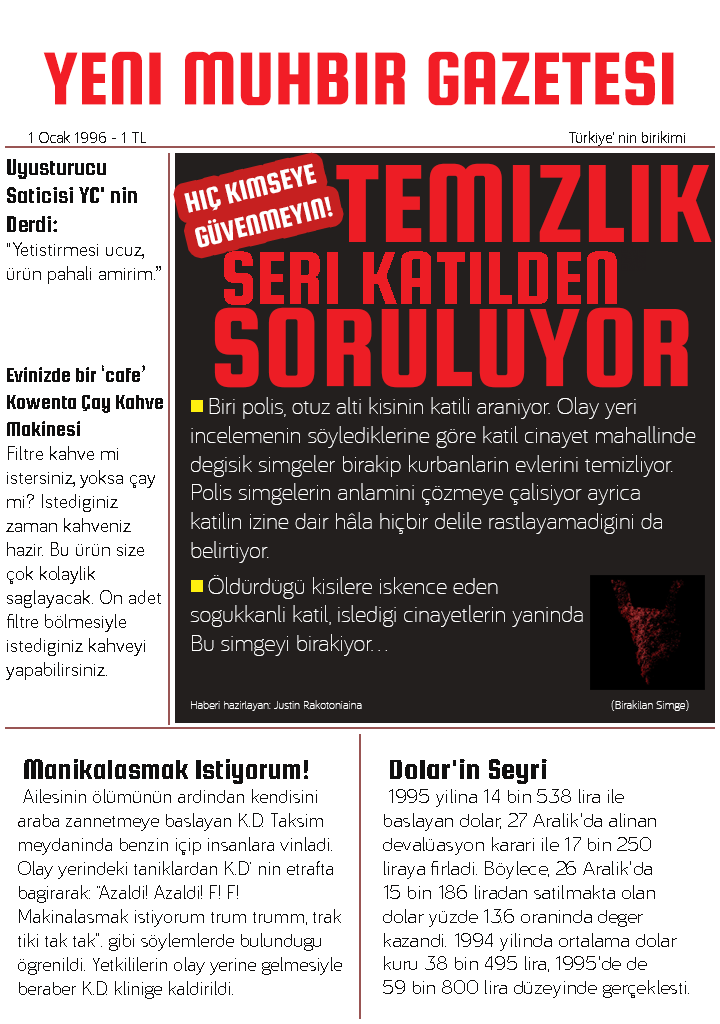 YENI MUHBIR GAZETESI
1 Ocak 1996 - 1 TL
Türkiye' nin birikimi
Uyusturucu
Saticisi YC' nin
Derdi:
"Yetistirmesi ucuz,
ürün pahali amirim."
Evinizde bir 'cafe'
Kowenta Çay Kahve
Makinesi
Filtre kahve mi
istersiniz, yoksa çay
mi? Istediginiz
zaman kahveniz
hazir. Bu ürün size
çok kolaylik
saglayacak. On adet
filtre bölmesiyle
istediginiz kahveyi
yapabilirsiniz.
HIÇ KIMSEYE
GÜVENMEYIN!
TEMIZLIK
SERI KATILDEN
SORULUYOR
Biri polis, otuz alti kisinin katili araniyor. Olay yeri
incelemenin söylediklerine göre katil cinayet mahallinde
degisik simgeler birakip kurbanlarin evlerini temizliyor.
Polis simgelerin anlamini çözmeye çalisiyor ayrica
katilin izine dair hâla hiçbir delile rastlayamadigini da
belirtiyor.
Öldürdügü kisilere iskence eden
sogukkanli katil, isledigi cinayetlerin yaninda
Bu simgeyi birakiyor...
Haberi hazirlayan: Justin Rakotoniaina
(Birakilan Simge)
Manikalasmak Istiyorum!
Ailesinin ölümünün ardindan kendisini
araba zannetmeye baslayan K.D. Taksim
meydaninda benzin içip insanlara vinladi.
Olay yerindeki taniklardan K.D' nin etrafta
bagirarak: "Azaldi! Azaldi! F! F!
Makinalasmak istiyorum trum trumm, trak
tiki tak tak". gibi söylemlerde bulundugu
ögrenildi. Yetkililerin olay yerine gelmesiyle
beraber K.D. klinige kaldirildi.
Dolar'in Seyri
1995 yilina 14 bin 538 lira ile
baslayan dolar, 27 Aralik'da alinan
devalüasyon karari ile 17 bin 250
liraya firladi. Böylece, 26 Aralik'da
15 bin 186 liradan satilmakta olan
dolar yüzde 136 oraninda deger
kazandi. 1994 yilinda ortalama dolar
kuru 38 bin 495 lira, 1995'de de
59 bin 800 lira düzeyinde gerçeklesti.